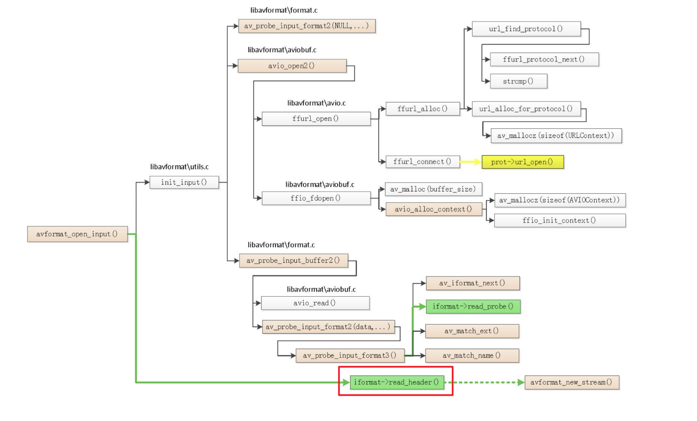 libavformat\format.c
av_probe_input_format2(NULL,...)
libavformat\aviobuf.c
avio_open2()
libavformat\avio.c
ffurl_open()
ffurl_alloc()
url_find_protocol()
ffurl_protocol_next()
strcmp()
url_alloc_for_protocol()
av_mallocz(sizeof(URLContext))
ffurl_connect()
prot->url_open()
libavformat\utils.c
init_input()
libavformat\aviobuf.c
ffio_fdopen()
av_malloc(buffer_size)
avio_alloc_context()
av_mallocz(sizeof(AVIOContext))
ffio_init_context()
avformat_open_input()
libavformat\format.c
av_probe_input_buffer2()
libavformat\aviobuf.c
avio_read()
av_probe_input_format2(data,...)
av_probe_input_format3()
av_iformat_next()
iformat->read_probe()
av_match_ext()
av_match_name()
iformat->read_header()
avformat_new_stream()